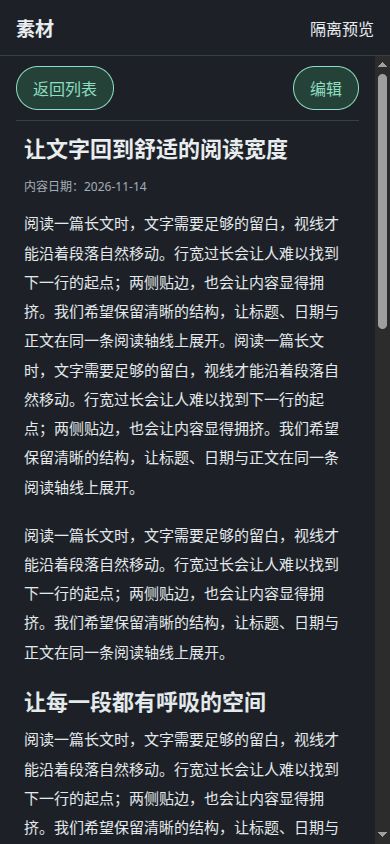 素材
隔离预览
返回列表
编辑
让文字回到舒适的阅读宽度
内容日期：2026-11-14
阅读一篇长文时，文字需要足够的留白，视线才
能沿着段落自然移动。行宽过长会让人难以找到
下一行的起点；两侧贴边，也会让内容显得拥
挤。我们希望保留清晰的结构，让标题、日期与
正文在同一条阅读轴线上展开。阅读一篇长文
时，文字需要足够的留白，视线才能沿着段落自
然移动。行宽过长会让人难以找到下一行的起
点；两侧贴边，也会让内容显得拥挤。我们希望
保留清晰的结构，让标题、日期与正文在同一条
阅读轴线上展开。
阅读一篇长文时，文字需要足够的留白，视线才
能沿着段落自然移动。行宽过长会让人难以找到
下一行的起点；两侧贴边，也会让内容显得拥
挤。我们希望保留清晰的结构，让标题、日期与
正文在同一条阅读轴线上展开。
让每一段都有呼吸的空间
阅读一篇长文时，文字需要足够的留白，视线才
能沿着段落自然移动。行宽过长会让人难以找到
下一行的起点；两侧贴边，也会让内容显得拥
挤。我们希望保留清晰的结构，让标题、日期与